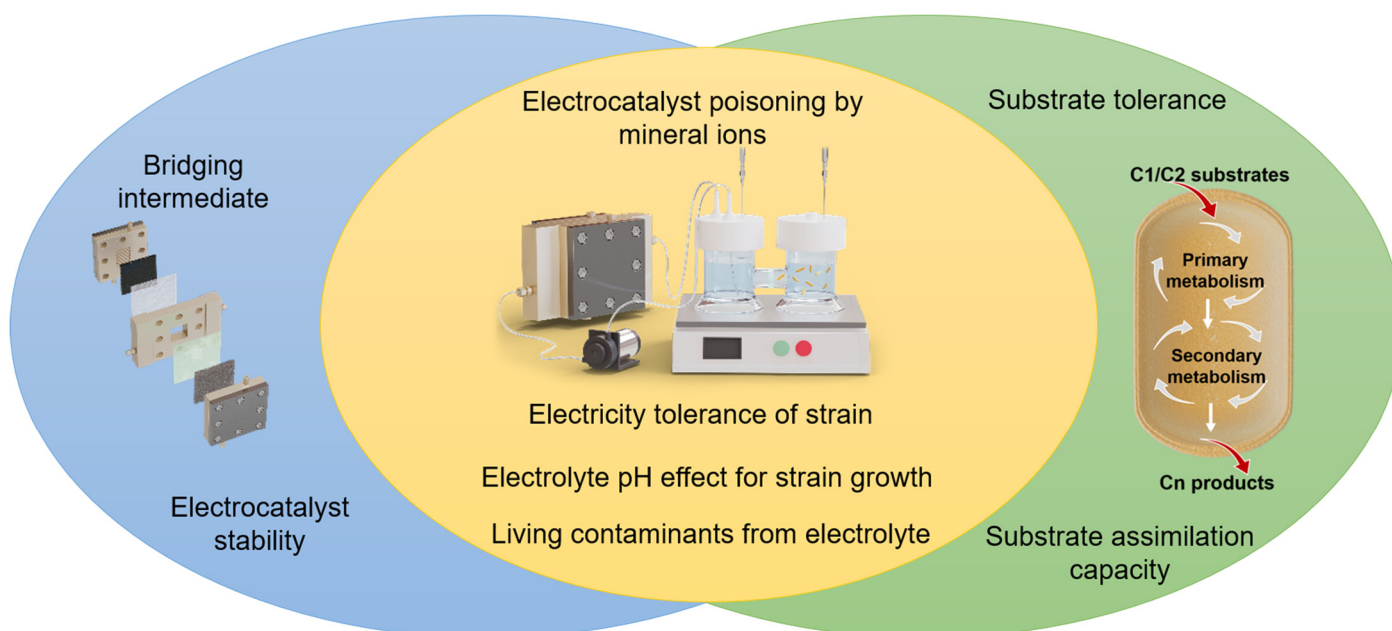 Bridging
intermediate
Electrocatalyst
stability
Electrocatalyst poisoning by
mineral ions
Electricity tolerance of strain
Electrolyte pH effect for strain growth
Living contaminants from electrolyte
Substrate tolerance
C1/C2 substrates
Primary
metabolism
Secondary
metabolism
Cn products
Substrate assimilation
capacity